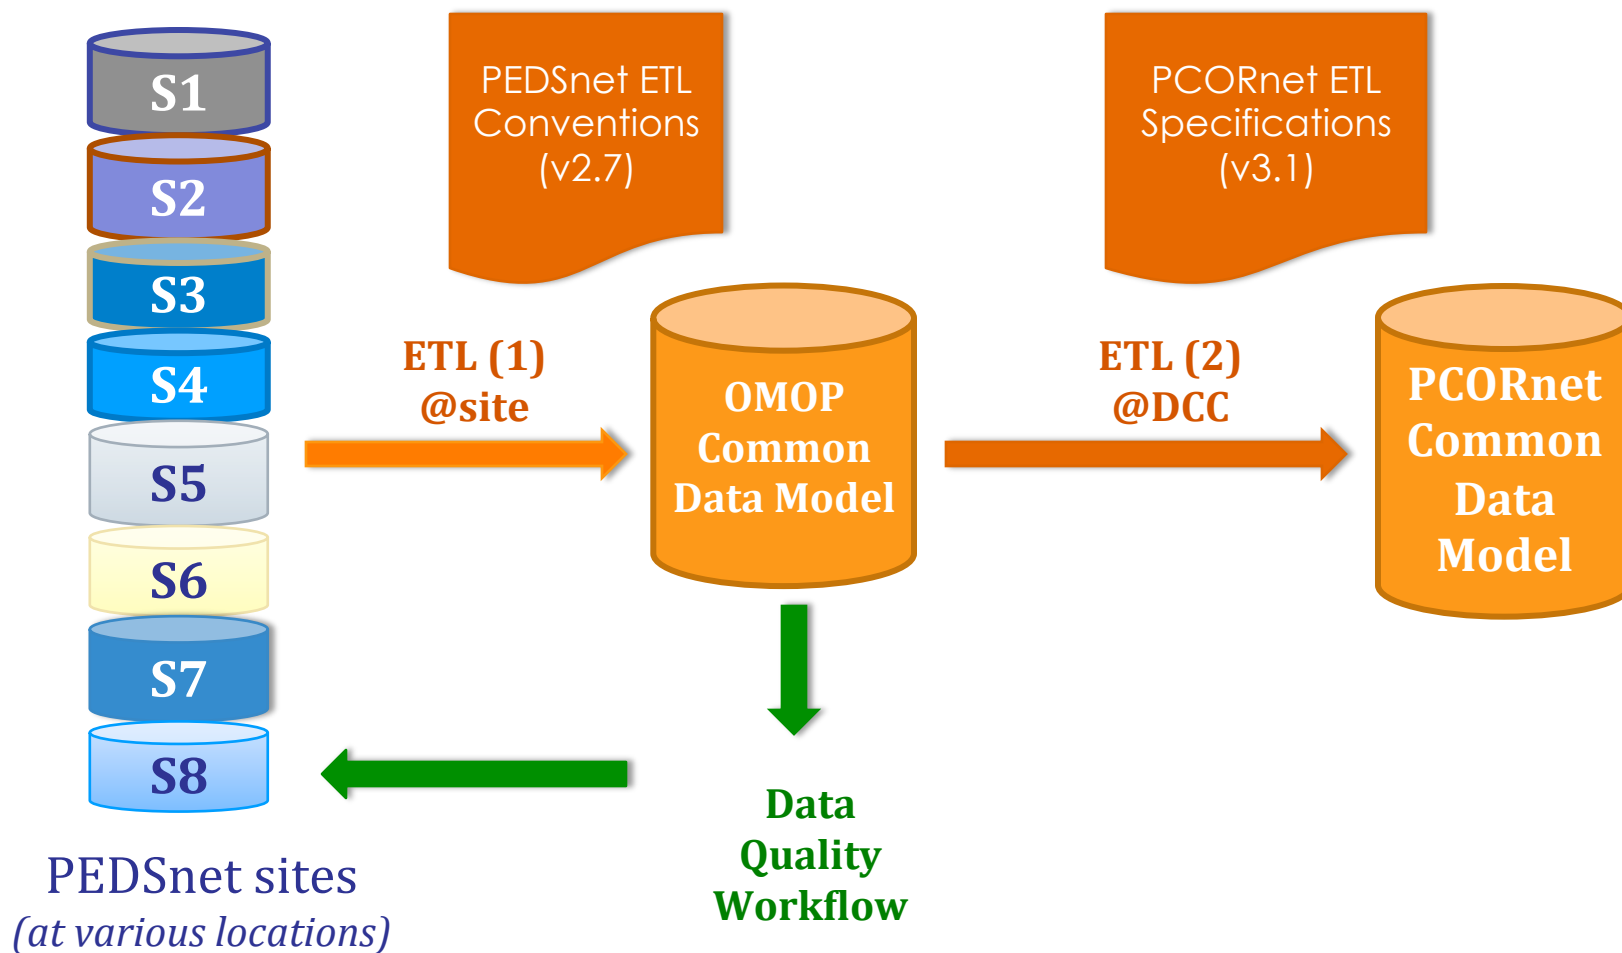 S1
S2
S3
S4
S5
S6
S7
S8
PEDSnet sites
(at various locations)
PEDSnet ETL
Conventions
(v2.7)
ETL (1)
@site
OMOP
Common
Data Model
PCORnet ETL
Specifications
(v3.1)
ETL (2)
@DCC
PCORnet
Common
Data
Model
Data
Quality
Workflow